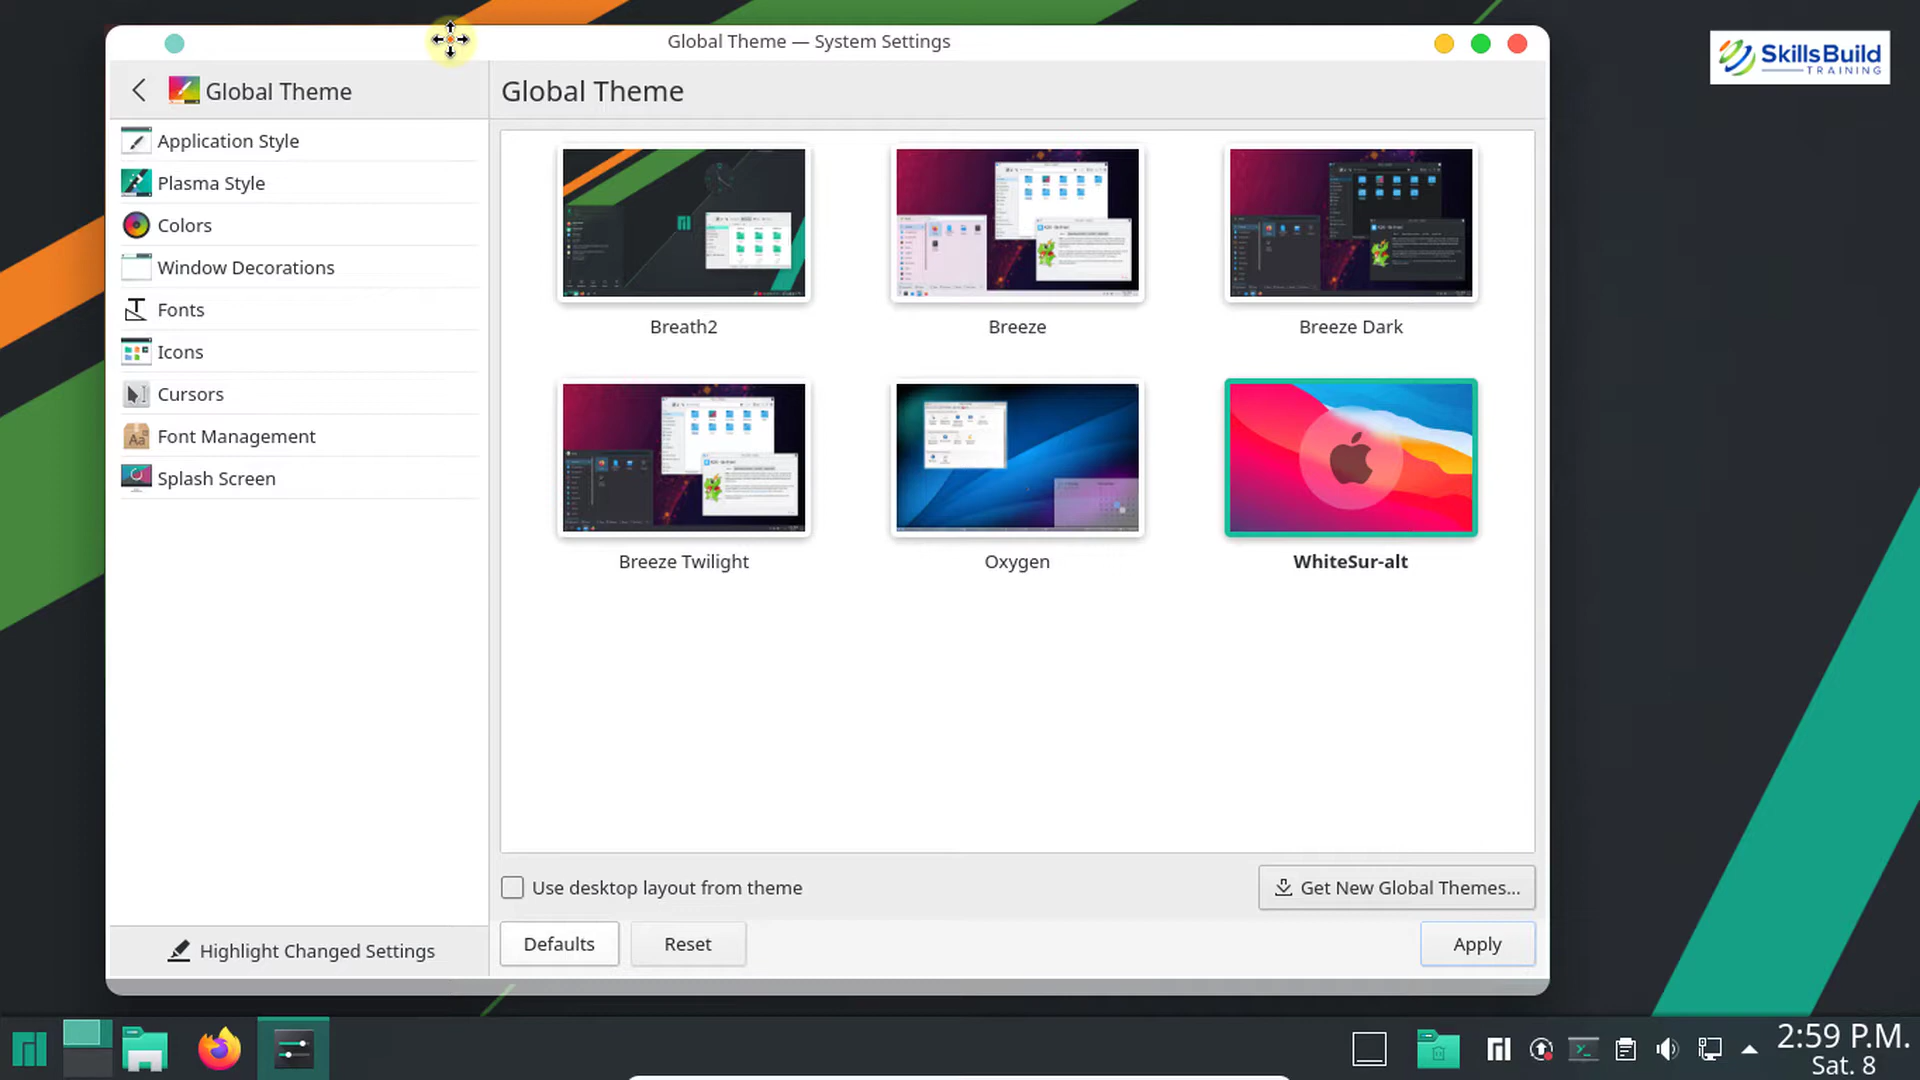 Global Theme — System Settings
SkillsBuild
TRAINING
Global Theme
Global Theme
Application Style
Plasma Style
Colors
Window Decorations
Fonts
Icons
Cursors
Font Management
Splash Screen
Breath2
Breeze
Breeze Dark
Breeze Twilight
Oxygen
WhiteSur-alt
Use desktop layout from theme
Get New Global Themes...
Highlight Changed Settings
Defaults
Reset
Apply
2:59 P.M.
Sat. 8